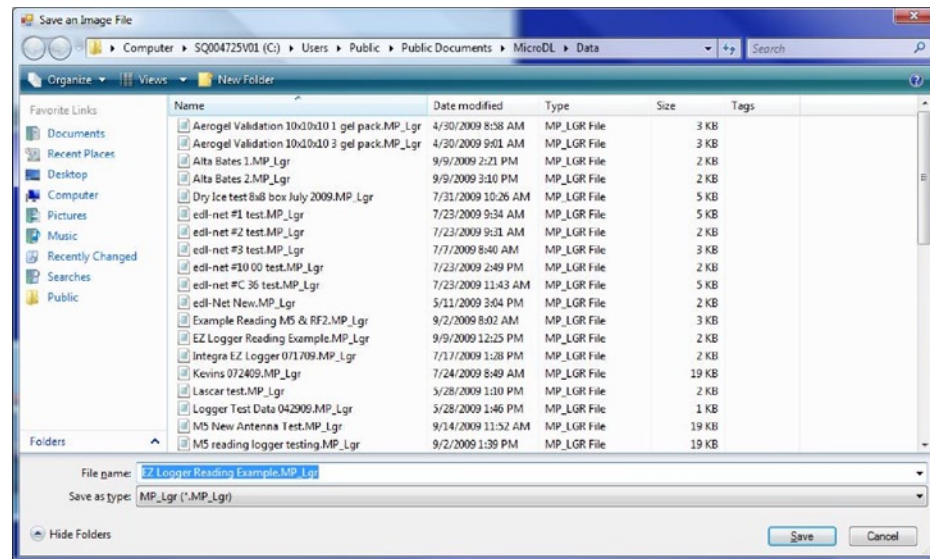 Save an Image File
Computer ▸ SQ004725V01 (C:) ▸ Users ▸ Public ▸ Public Documents ▸ MicroDL ▸ Data Search
Organize Views New Folder
Favorite Links
Documents
Recent Places
Desktop
Computer
Pictures
Music
Recently Changed
Searches
Public
Folders
Name Date modified Type Size Tags
Aerogel Validation 10x10x10 1 gel pack.MP_Lgr 4/30/2009 8:58 AM MP_LGR File 3 KB
Aerogel Validation 10x10x10 3 gel pack.MP_Lgr 4/30/2009 9:01 AM MP_LGR File 3 KB
Alta Bates 1.MP_Lgr 9/9/2009 2:21 PM MP_LGR File 2 KB
Alta Bates 2.MP_Lgr 9/9/2009 3:10 PM MP_LGR File 2 KB
Dry Ice test 8x8 box July 2009.MP_Lgr 7/31/2009 10:26 AM MP_LGR File 5 KB
edl-net #1 test.MP_Lgr 7/23/2009 9:34 AM MP_LGR File 5 KB
edl-net #2 test.MP_Lgr 7/23/2009 9:31 AM MP_LGR File 2 KB
edl-net #3 test.MP_Lgr 7/7/2009 8:40 AM MP_LGR File 3 KB
edl-net #10 00 test.MP_Lgr 7/23/2009 2:49 PM MP_LGR File 2 KB
edl-net #C 36 test.MP_Lgr 7/23/2009 11:43 AM MP_LGR File 5 KB
edl-Net New.MP_Lgr 5/11/2009 3:04 PM MP_LGR File 2 KB
Example Reading M5 & RF2.MP_Lgr 9/2/2009 8:02 AM MP_LGR File 3 KB
EZ Logger Reading Example.MP_Lgr 9/9/2009 12:25 PM MP_LGR File 2 KB
Integra EZ Logger 071709.MP_Lgr 7/17/2009 1:28 PM MP_LGR File 2 KB
Kevins 072409.MP_Lgr 7/24/2009 8:49 AM MP_LGR File 19 KB
Lascar test.MP_Lgr 5/28/2009 1:10 PM MP_LGR File 2 KB
Logger Test Data 042909.MP_Lgr 5/28/2009 1:46 PM MP_LGR File 1 KB
M5 New Antenna Test.MP_Lgr 9/14/2009 11:52 AM MP_LGR File 19 KB
M5 reading logger testing.MP_Lgr 9/2/2009 1:39 PM MP_LGR File 19 KB
File name: EZ Logger Reading Example.MP_Lgr
Save as type: MP_Lgr (*.MP_Lgr)
Hide Folders Save Cancel